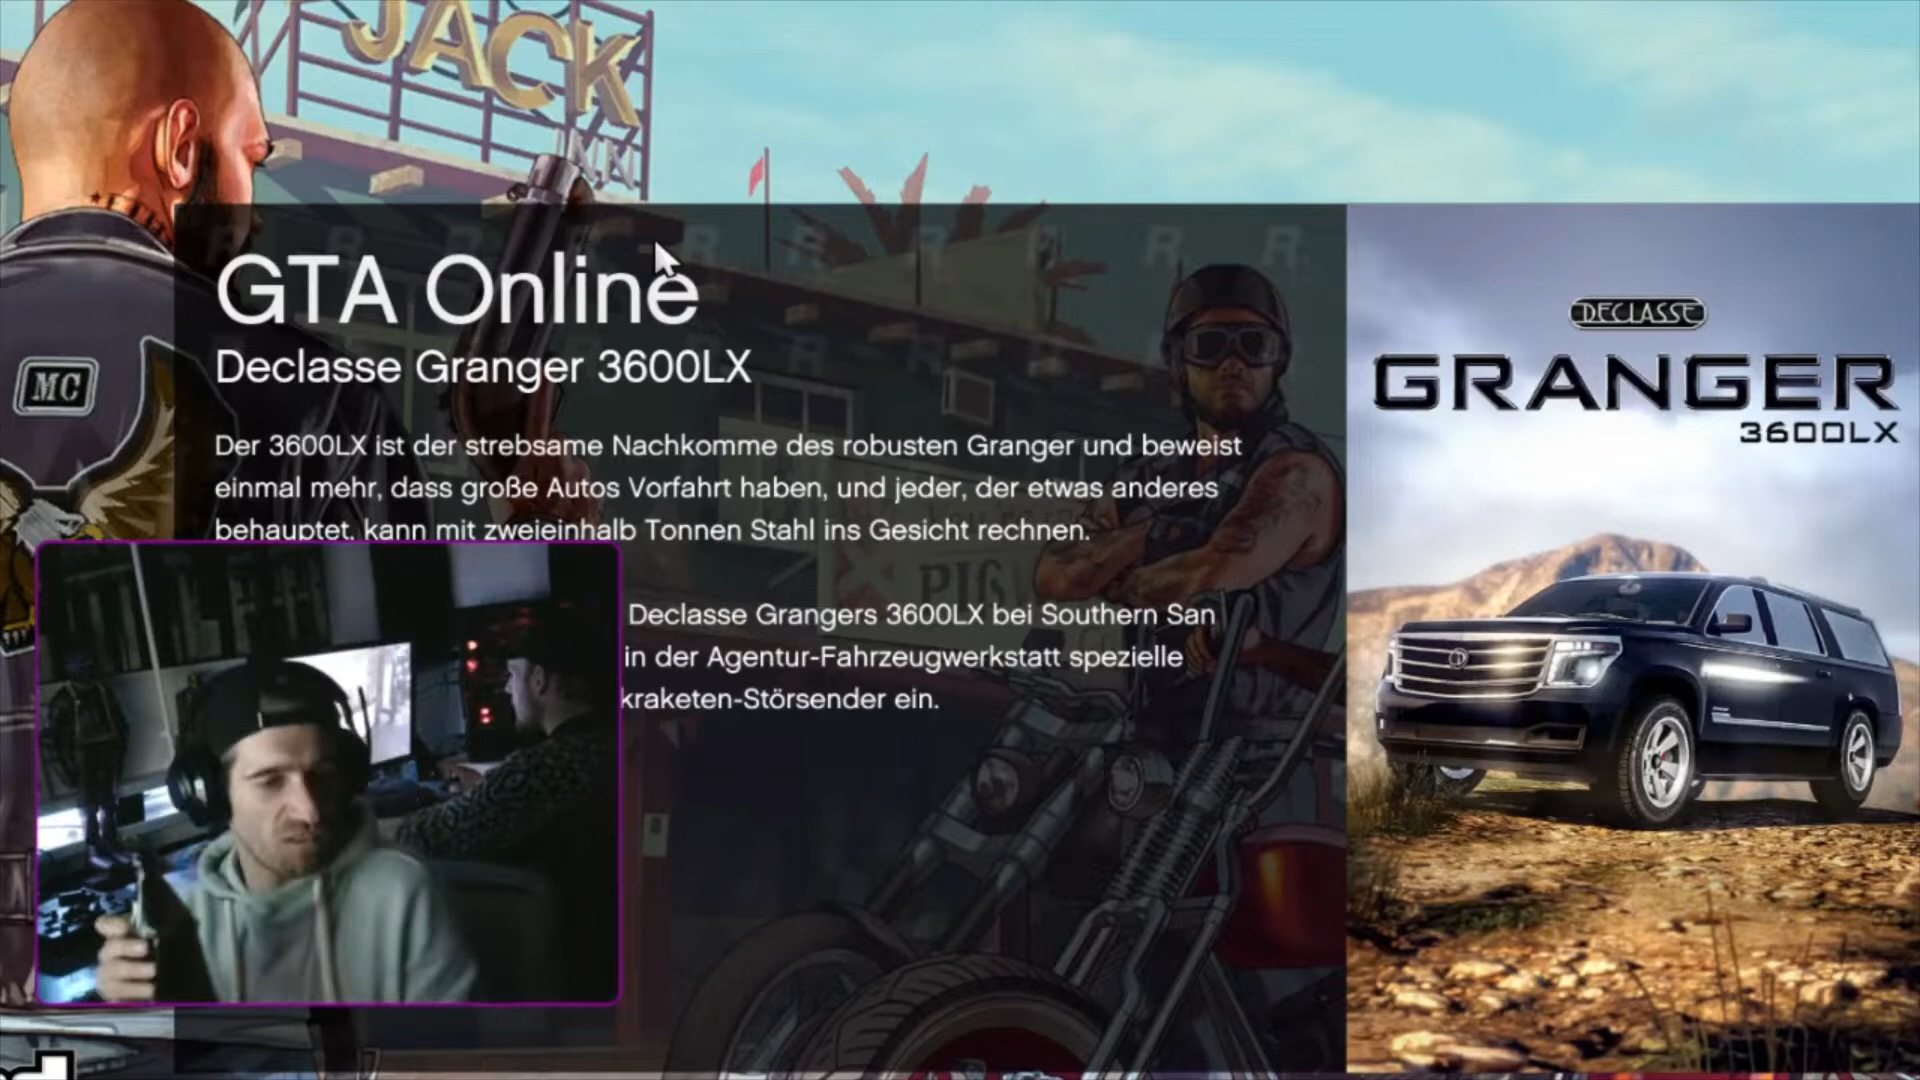 JACK
MC
GTA Online
Declasse Granger 3600LX
Der 3600LX ist der strebsame Nachkomme des robusten Granger und beweist
einmal mehr, dass große Autos Vorfahrt haben, und jeder, der etwas anderes
behauptet, kann mit zweieinhalb Tonnen Stahl ins Gesicht rechnen.
Declasse Grangers 3600LX bei Southern San
in der Agentur-Fahrzeugwerkstatt spezielle
kraketen-Störsender ein.
DECLASSE
GRANGER
3600LX